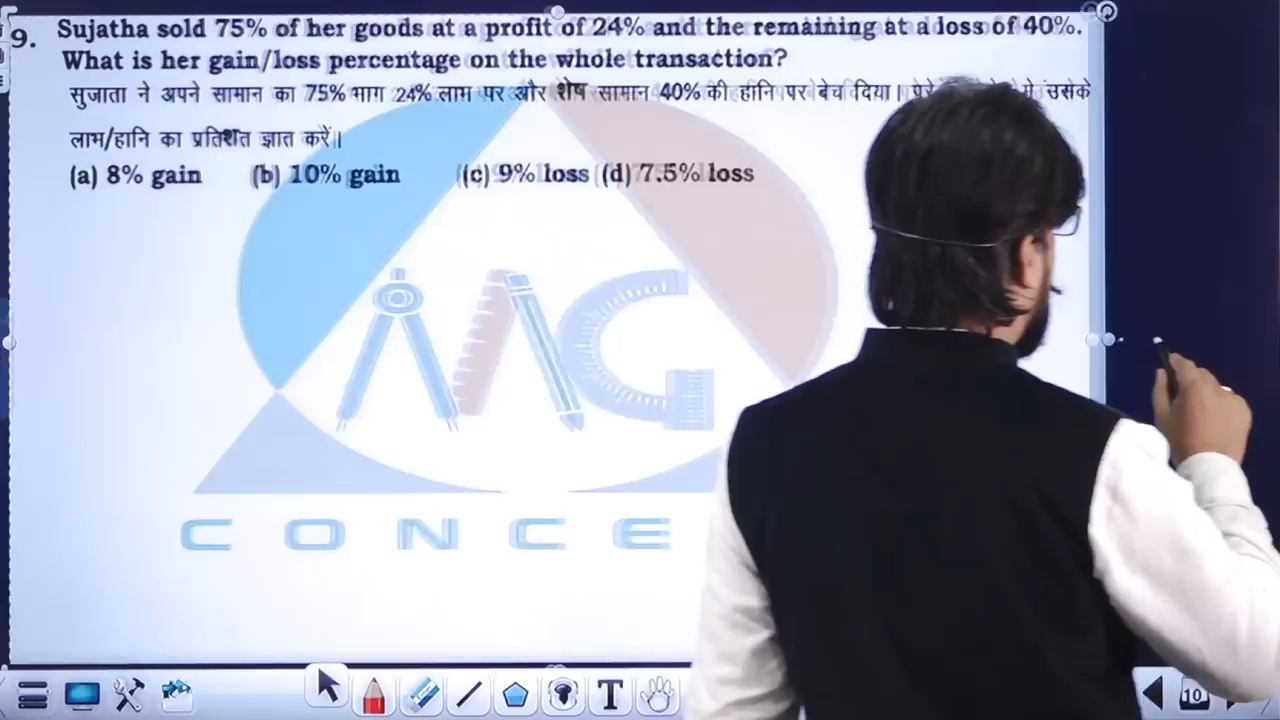 9. Sujatha sold 75% of her goods at a profit of 24% and the remaining at a loss of 40%.
What is her gain/loss percentage on the whole transaction?
सुजाता ने अपने सामान का 75% भाग 24% लाभ पर और शेष सामान 40% की हानि पर बेच दिया। उसके
लाभ/हानि का प्रतिशत ज्ञात करें।
(a) 8% gain (b) 10% gain (c) 9% loss (d) 7.5% loss
MG
CONCE
T
10